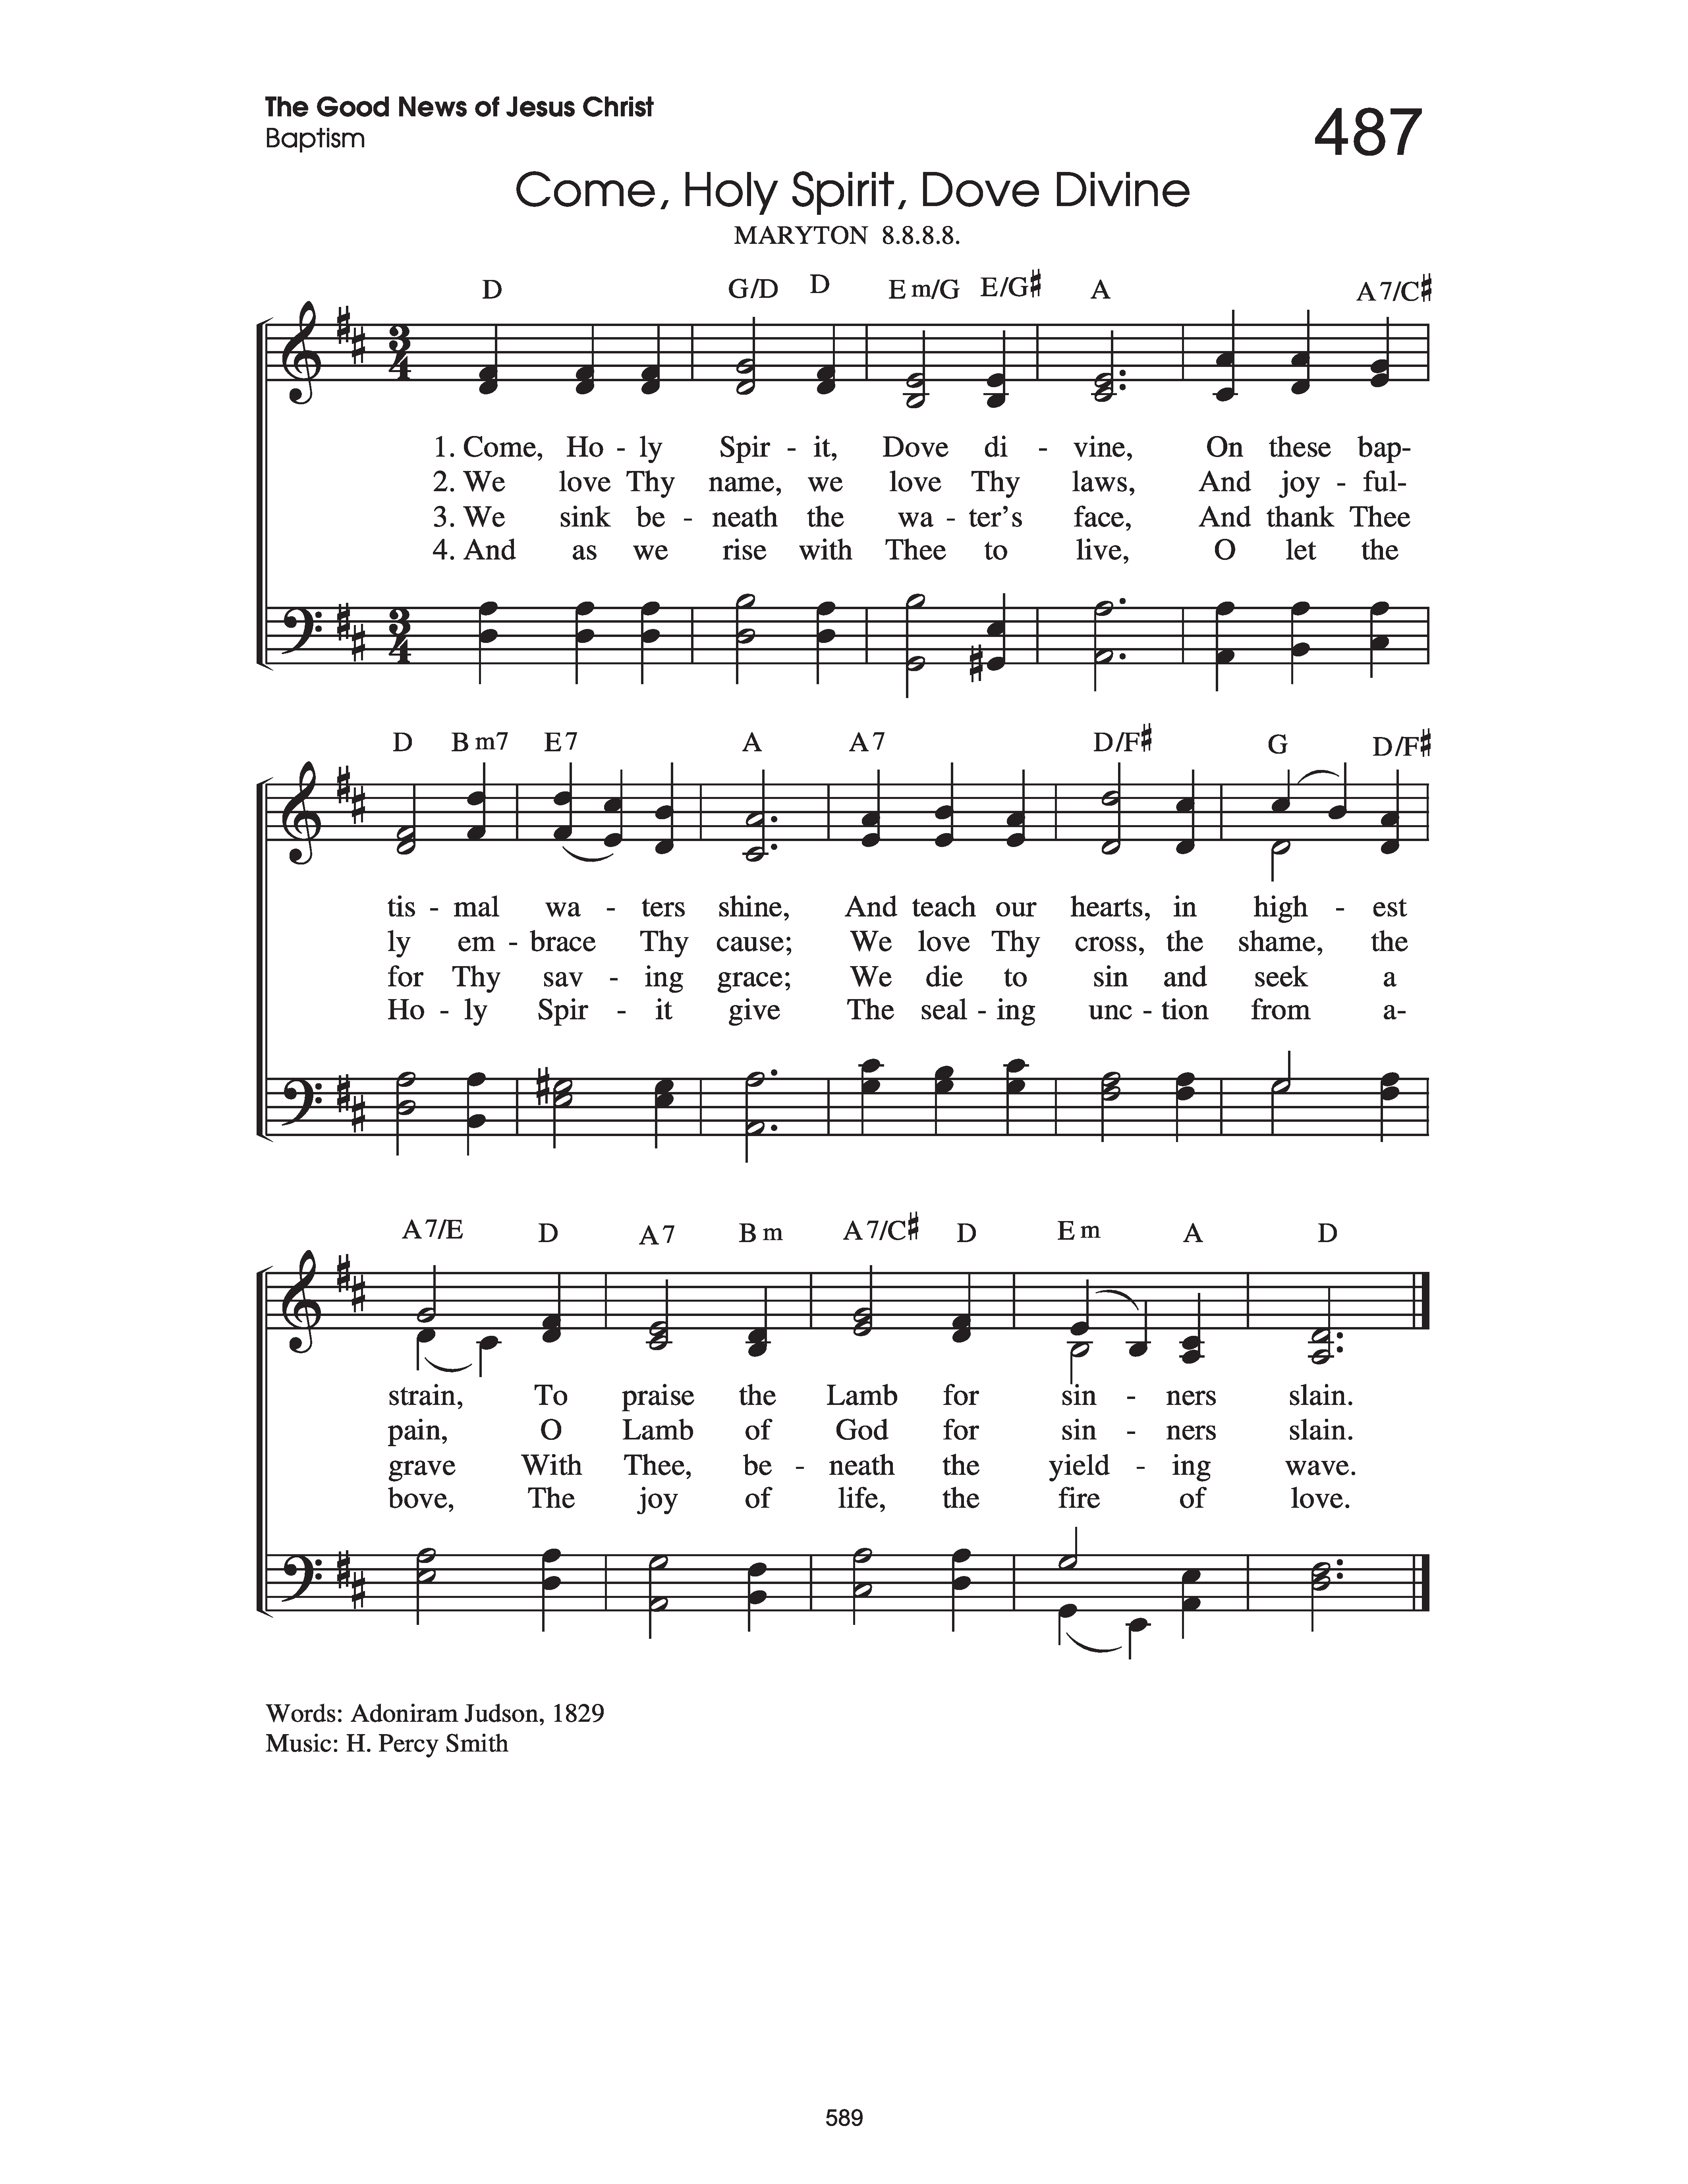 The Good News of Jesus Christ
Baptism
487
Come, Holy Spirit, Dove Divine
MARYTON 8.8.8.8.
D G/D D Em/G E/G♯ A A7/C♯
3 4
1. Come, Ho - ly Spir - it, Dove di - vine, On these bap-
2. We love Thy name, we love Thy laws, And joy - ful-
3. We sink be - neath the wa - ter's face, And thank Thee
4. And as we rise with Thee to live, O let the
3 4
D Bm7 E7 A A7 D/F♯ G D/F♯
tis - mal wa - ters shine, And teach our hearts, in high - est
ly em - brace Thy cause; We love Thy cross, the shame, the
for Thy sav - ing grace; We die to sin and seek a
Ho - ly Spir - it give The seal - ing unc - tion from a-
A7/E D A7 Bm A7/C♯ D Em A D
strain, To praise the Lamb for sin - ners slain.
pain, O Lamb of God for sin - ners slain.
grave With Thee, be - neath the yield - ing wave.
bove, The joy of life, the fire of love.
Words: Adoniram Judson, 1829
Music: H. Percy Smith
589